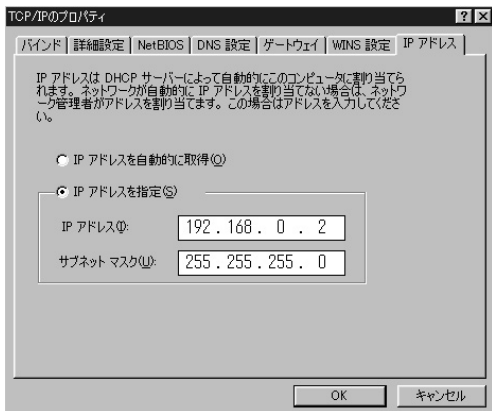 TCP/IPのプロパティ
バインド 詳細設定 NetBIOS DNS 設定 ゲートウェイ WINS 設定 IP アドレス
IP アドレスは DHCP サーバーによって自動的にこのコンピュータに割り当てら
れます。ネットワークが自動的に IP アドレスを割り当てない場合は、ネットワ
ーク管理者がアドレスを割り当てます。この場合はアドレスを入力してくださ
い。
IP アドレスを自動的に取得(O)
IP アドレスを指定(S)
IP アドレス(I): 192 . 168 . 0 . 2
サブネット マスク(U): 255 . 255 . 255 . 0
OK キャンセル